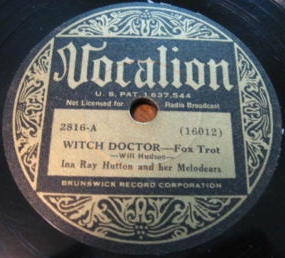 Vocalion
U. S. PAT. 1,637,544
Not Licensed for Radio Broadcast
2816-A (16012)
WITCH DOCTOR—Fox Trot
—Will Hudson—
Ina Ray Hutton and her Melodears
BRUNSWICK RECORD CORPORATION